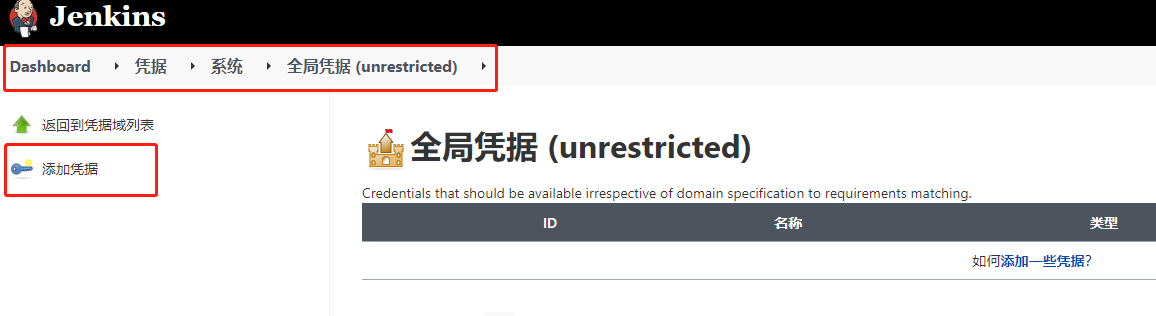 Jenkins
Dashboard 凭据 系统 全局凭据 (unrestricted)
返回到凭据域列表
添加凭据
全局凭据 (unrestricted)
Credentials that should be available irrespective of domain specification to requirements matching.
ID 名称 类型
如何添加一些凭据?